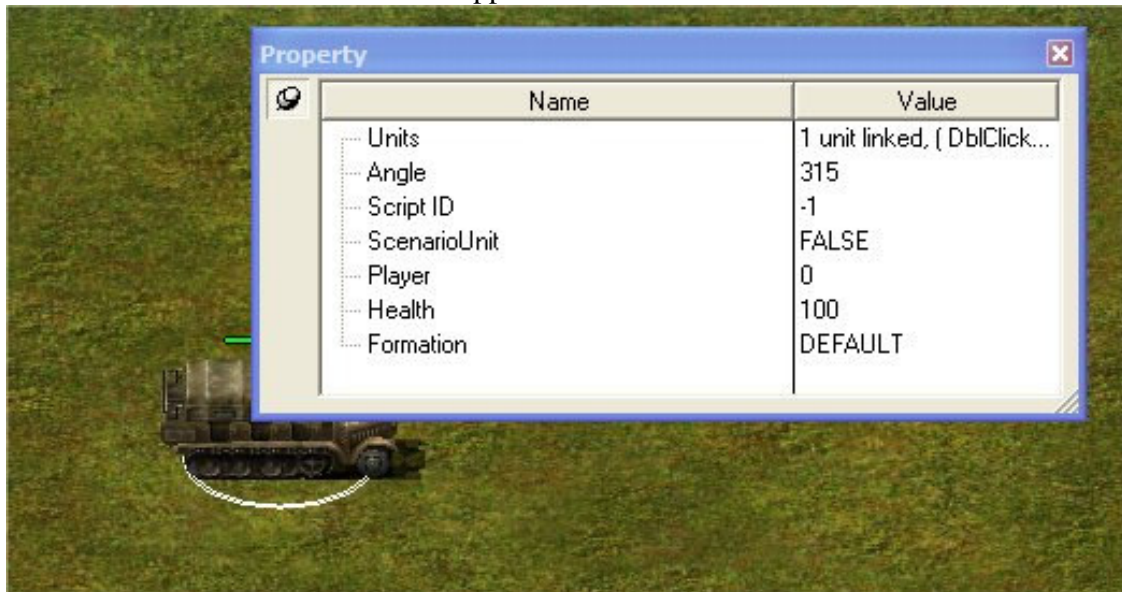 Property
Name Value
Units 1 unit linked, ( DblClick...
Angle 315
Script ID -1
ScenarioUnit FALSE
Player 0
Health 100
Formation DEFAULT